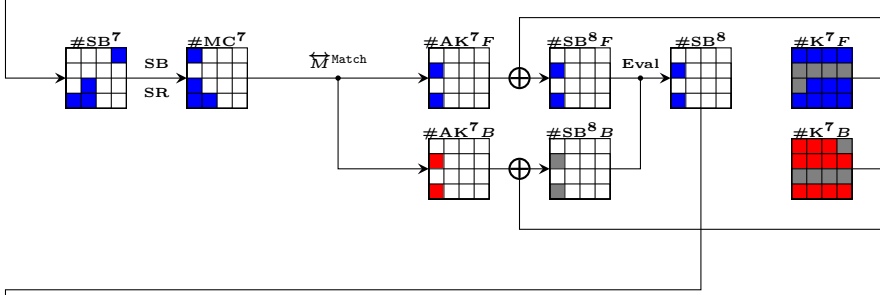 #SB⁷ #MC⁷ #AK⁷F #SB⁸F #SB⁸ #K⁷F
SB
SR
M Match
Eval
#AK⁷B #SB⁸B #K⁷B